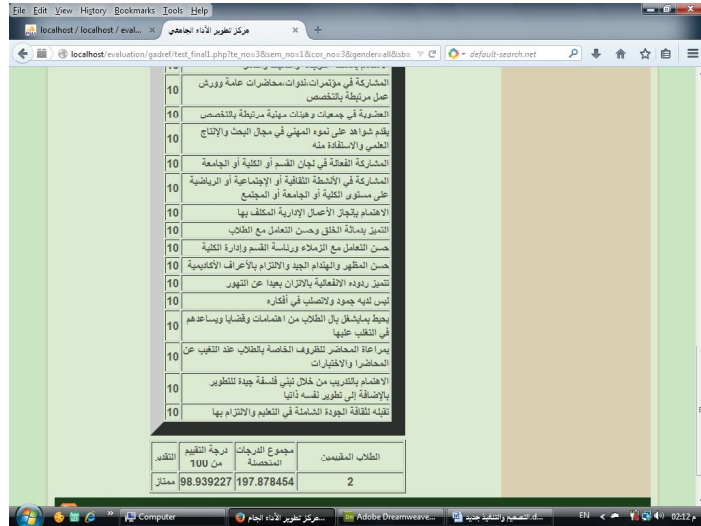 File Edit View History Bookmarks Tools Help
localhost / localhost / eval... × مركز تطوير الأداء الجامعي × +
localhost/evaluation/gadref/test_final1.php?te_no=3&sem_no=1&cor_no=3&gender=all&sb= default-search.net
10
المشاركة في مؤتمرات،ندوات،محاضرات عامة وورش 10
عمل مرتبطة بالتخصص
العضوية في جمعيات وهيئات مهنية مرتبطة بالتخصص 10
يقدم شواهد على نموه المهني في مجال البحث والإنتاج 10
العلمي والاستفادة منه
المشاركة الفعالة في لجان القسم أو الكلية أو الجامعة 10
المشاركة في الأنشطة الثقافية أو الإجتماعية أو الرياضية 10
على مستوى الكلية أو الجامعة أو المجتمع
الاهتمام بإنجاز الأعمال الإدارية المكلف بها 10
التميز بدماثة الخلق وحسن التعامل مع الطلاب 10
حسن التعامل مع الزملاء ورئاسة القسم وإدارة الكلية 10
حسن المظهر والهندام الجيد والالتزام بالأعراف الأكاديمية 10
تتميز ردوده الانفعالية بالاتزان بعيدا عن التهور 10
ليس لديه جمود ولاتصلب في أفكاره 10
يحيط بمايشغل بال الطلاب من اهتمامات وقضايا ويساعدهم 10
في التغلب عليها
يمراعاة المحاضر للظروف الخاصة بالطلاب عند التغيب عن 10
المحاضرا والاختبارات
الاهتمام بالتدريب من خلال تبني فلسفة جيدة للتطوير 10
بالإضافة إلى تطوير نفسه ذاتيا
تقبله لثقافة الجودة الشاملة في التعليم والالتزام بها 10
الطلاب المقييمين مجموع الدرجات المتحصلة درجة التقييم من 100 التقدير
2 197.878454 98.939227 ممتاز
Computer مركز تطوير الأداء الجام... Adobe Dreamweave... التصميم والتنفيذ جديد.d... EN 02:12 م